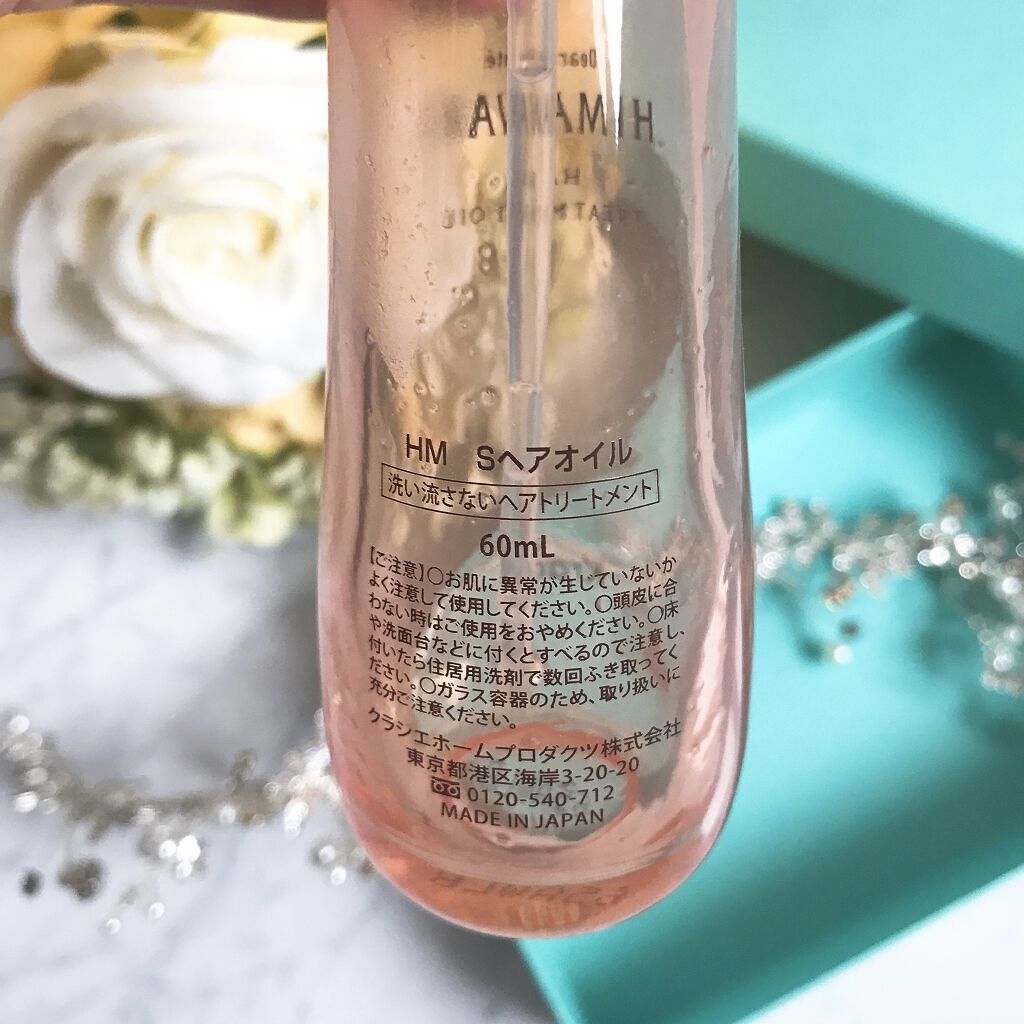 Dear Beauté
HIMAWARI
TREATMENT OIL
HM Sヘアオイル
洗い流さないヘアトリートメント
60mL
【ご注意】○お肌に異常が生じていないか
よく注意して使用してください。○頭皮に合
わない時はご使用をおやめください。○床
や洗面台などに付くとすべるので注意し、
付いたら住居用洗剤で数回ふき取ってく
ださい。○ガラス容器のため、取り扱いに
充分ご注意ください。
クラシエホームプロダクツ株式会社
東京都港区海岸3-20-20
0120-540-712
MADE IN JAPAN